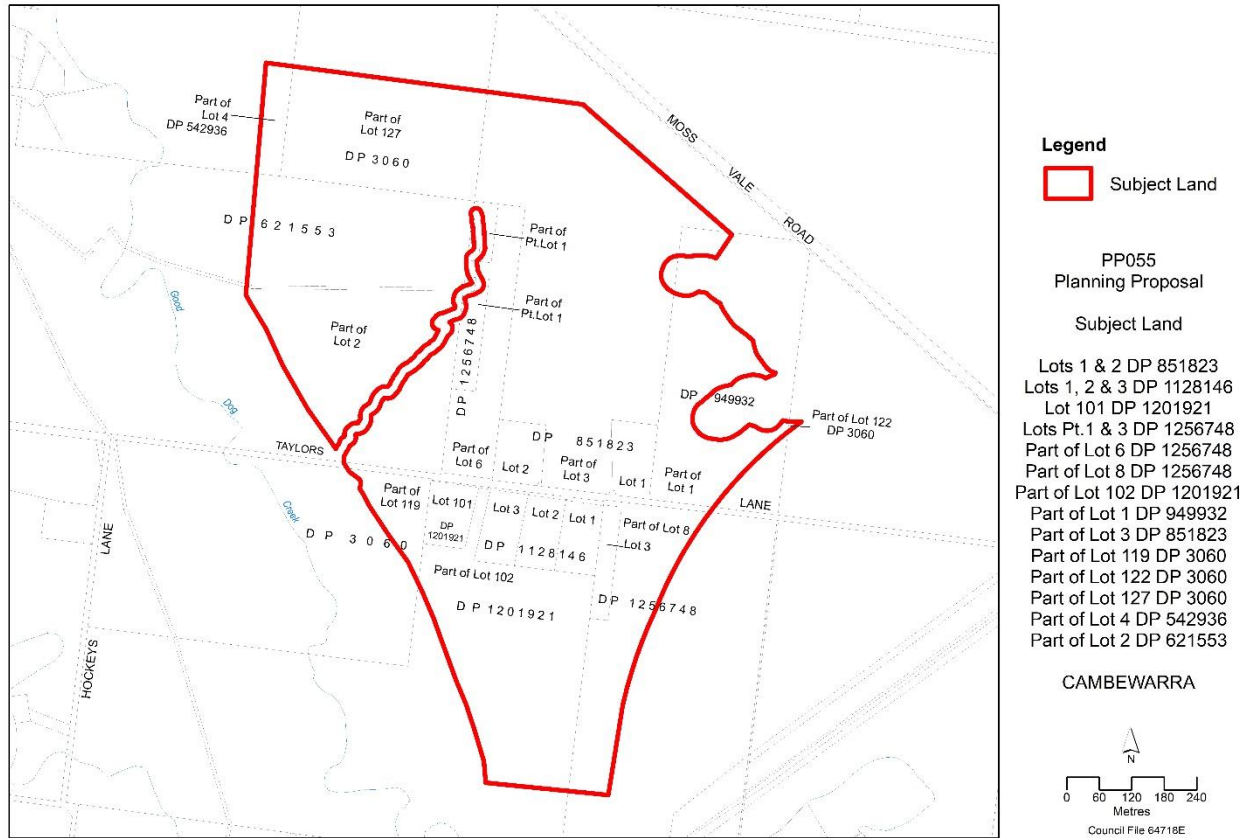 MOSS
VALE
ROAD
Part of
Lot 4
DP 542936
Part of
Lot 127
DP 3060
DP 621553
Part of
Pt.Lot 1
Part of
Pt.Lot 1
Good
Dog
Creek
Part of
Lot 2
DP 1256748
DP 949932
Part of Lot 122
DP 3060
TAYLORS
LANE
DP 851823
Part of
Lot 6
Lot 2
Part of
Lot 3
Lot 1
Part of
Lot 1
Part of
Lot 119
Lot 101
DP
1201921
Lot 3
Lot 2
Lot 1
Part of Lot 8
Lot 3
DP 3060
DP 1128146
Part of Lot 102
DP 1201921
DP 1256748
LANE
HOCKEYS
Legend
Subject Land
PP055
Planning Proposal
Subject Land
Lots 1 & 2 DP 851823
Lots 1, 2 & 3 DP 1128146
Lot 101 DP 1201921
Lots Pt.1 & 3 DP 1256748
Part of Lot 6 DP 1256748
Part of Lot 8 DP 1256748
Part of Lot 102 DP 1201921
Part of Lot 1 DP 949932
Part of Lot 3 DP 851823
Part of Lot 119 DP 3060
Part of Lot 122 DP 3060
Part of Lot 127 DP 3060
Part of Lot 4 DP 542936
Part of Lot 2 DP 621553
CAMBEWARRA
N
0 60 120 180 240
Metres
Council File 64718E